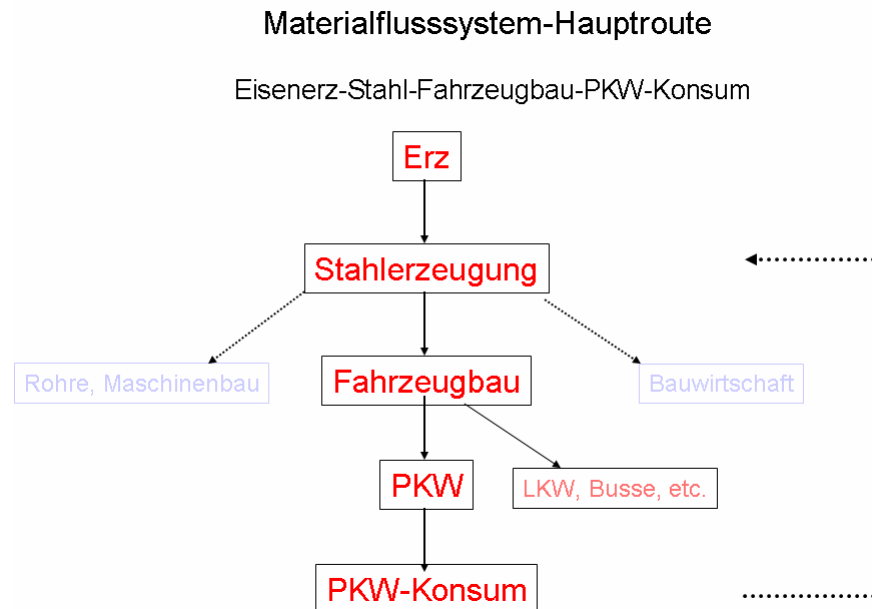 Materialflusssystem-Hauptroute
Eisenerz-Stahl-Fahrzeugbau-PKW-Konsum
Erz
Stahlerzeugung
Rohre, Maschinenbau
Fahrzeugbau
Bauwirtschaft
PKW
LKW, Busse, etc.
PKW-Konsum